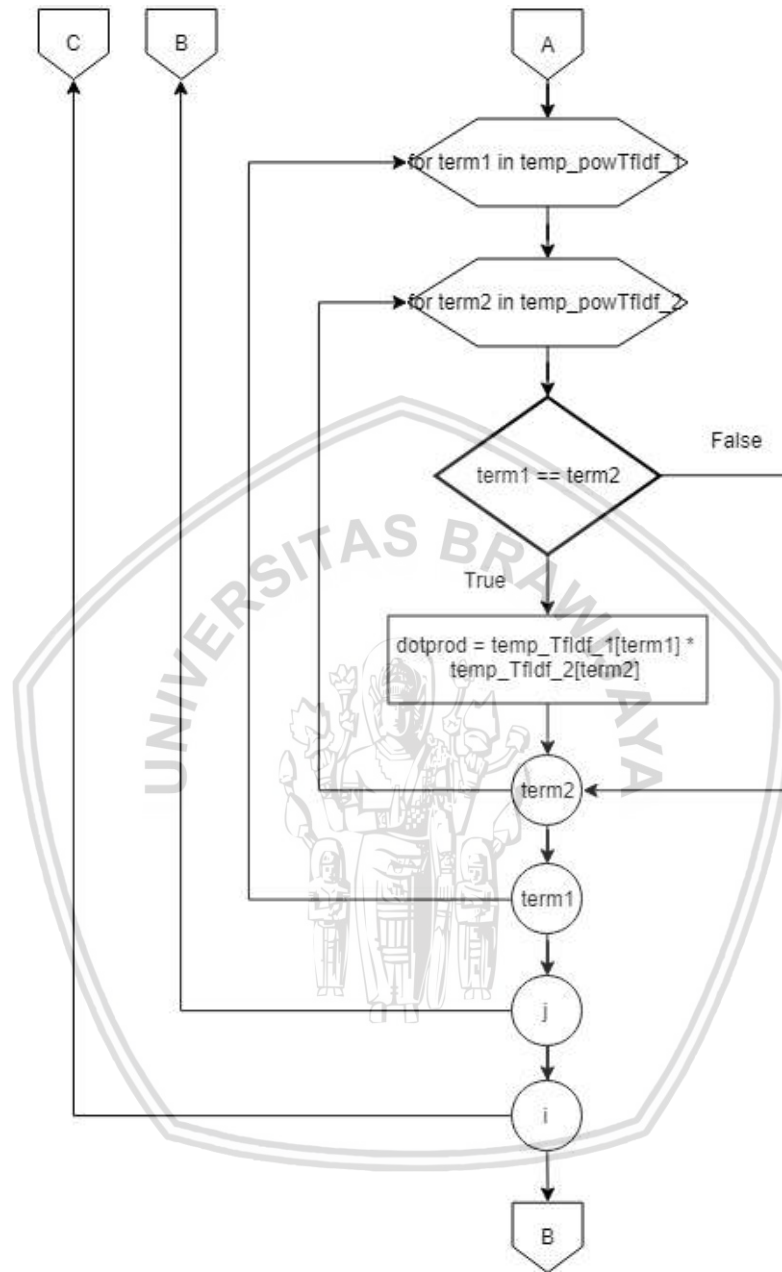 C
B
A
for term1 in temp_powTfIdf_1
for term2 in temp_powTfIdf_2
False
term1 == term2
True
dotprod = temp_TfIdf_1[term1] *
temp_TfIdf_2[term2]
term2
term1
j
i
B
UNIVERSITAS BRAWIJAYA